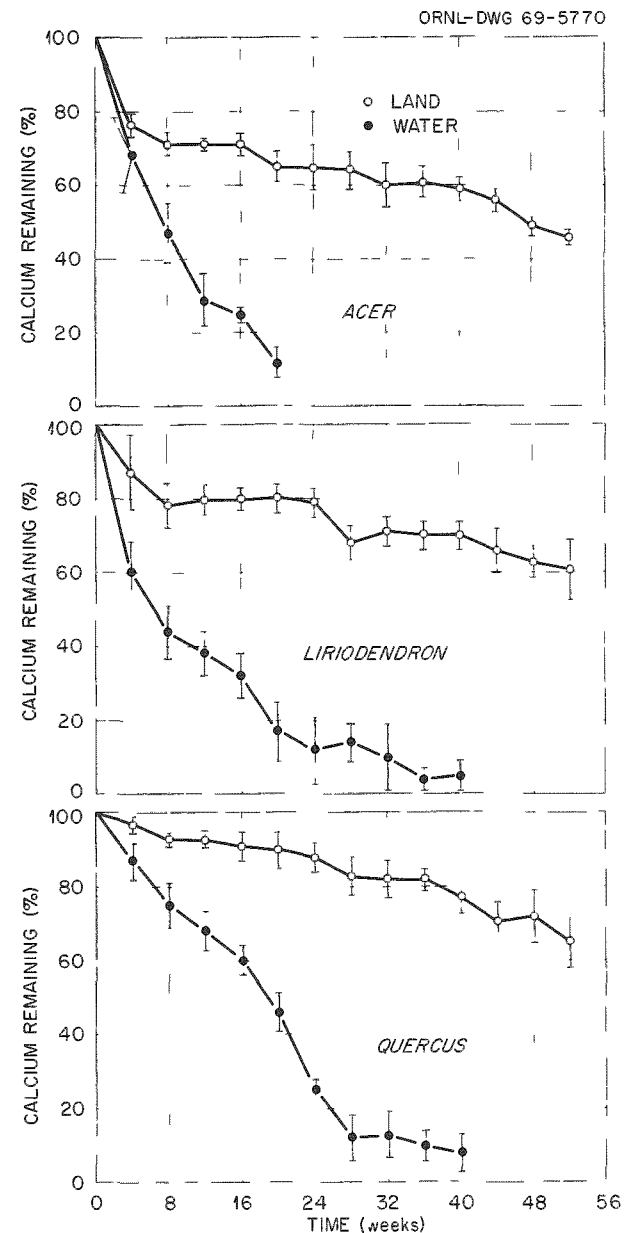 ORNL-DWG 69-5770
100
80
60
40
20
0
CALCIUM REMAINING (%)
LAND
WATER
ACER
100
80
60
40
20
0
CALCIUM REMAINING (%)
LIRIODENDRON
100
80
60
40
20
0
CALCIUM REMAINING (%)
QUERCUS
0 8 16 24 32 40 48 56
TIME (weeks)